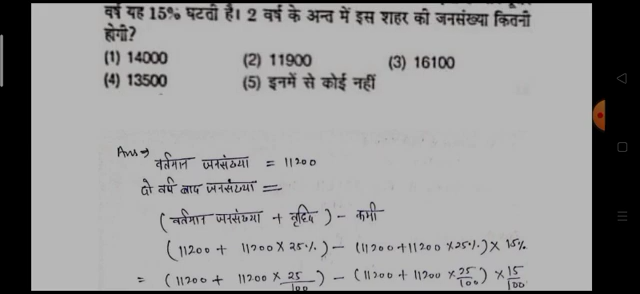 वर्ष यह 15% घटती है। 2 वर्ष के अन्त में इस शहर की जनसंख्या कितनी
होगी?
(1) 14000 (2) 11900 (3) 16100
(4) 13500 (5) इनमें से कोई नहीं
Ans→ वर्तमान जनसंख्या = 11200
दो वर्ष बाद जनसंख्या =
(वर्तमान जनसंख्या + वृद्धि) - कमी
(11200 + 11200 × 25%) - (11200 + 11200 × 25%) × 15%
= (11200 + 11200 × 25/100) - (11200 + 11200 × 25/100) × 15/100